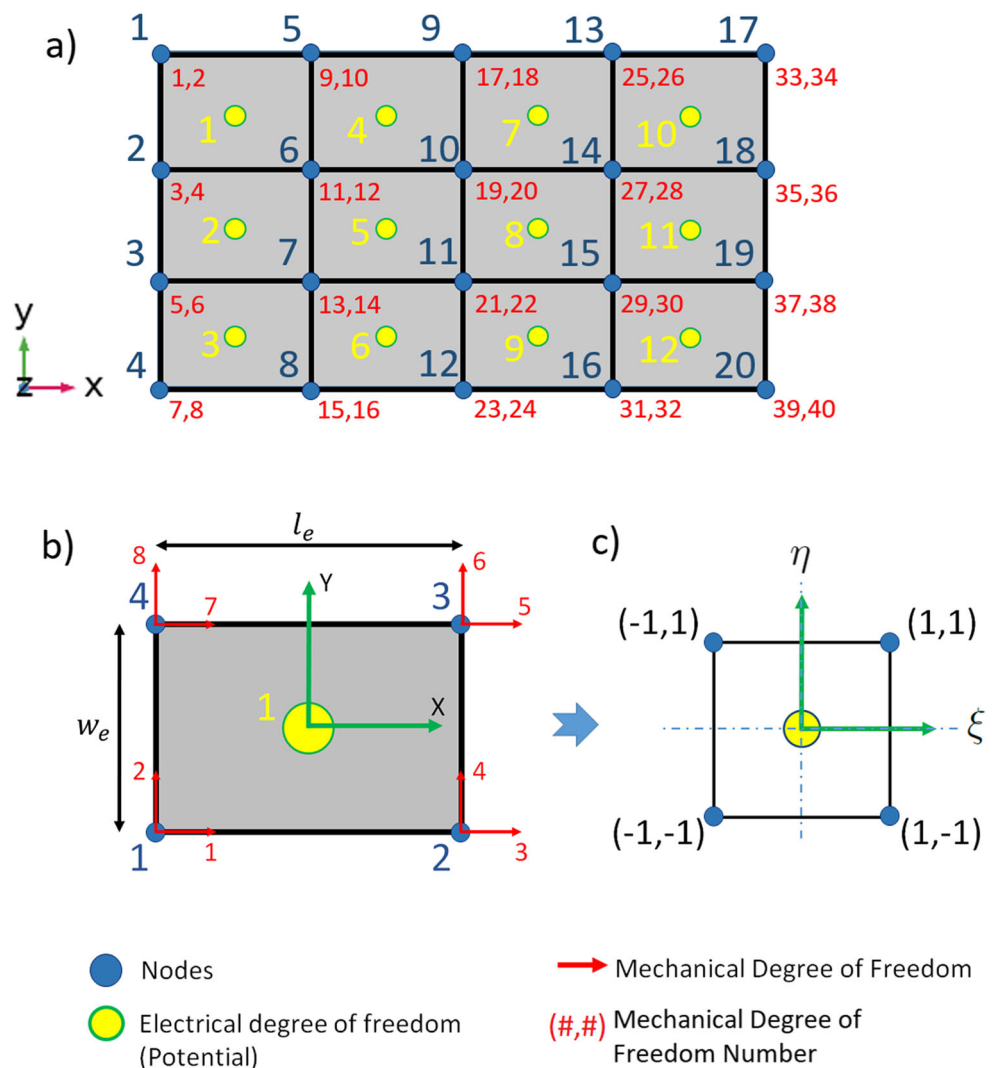 a)
1 5 9 13 17
1,2 9,10 17,18 25,26 33,34
1 4 7 10
2 6 10 14 18
3,4 11,12 19,20 27,28 35,36
2 5 8 11
3 7 11 15 19
5,6 13,14 21,22 29,30 37,38
3 6 9 12
4 8 12 16 20
7,8 15,16 23,24 31,32 39,40
y
z x
b)
l_e
8 6
4 3
7 5
Y
1 X
w_e
2 4
1 2
1 3
c)
η
(-1,1) (1,1)
ξ
(-1,-1) (1,-1)
Nodes
Electrical degree of freedom
(Potential)
Mechanical Degree of Freedom
(#,#) Mechanical Degree of
Freedom Number